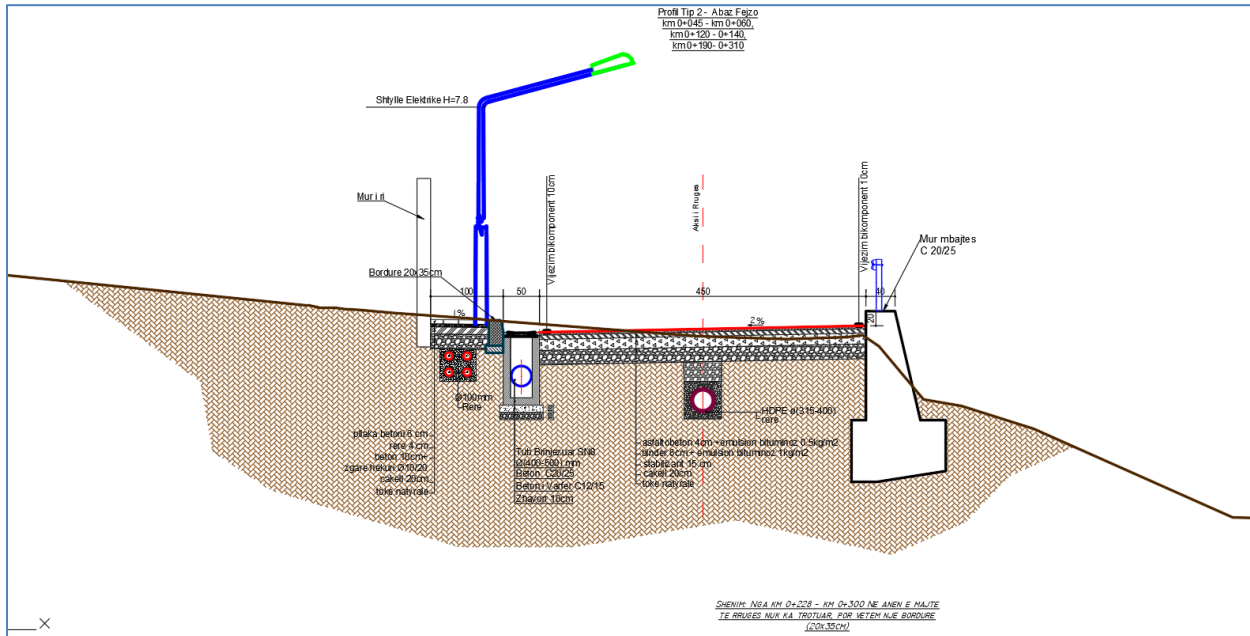 Profil Tip 2 - Abaz Fejzo
km 0+045 - km 0+060,
km 0+120 - 0+140,
km 0+190- 0+310
Shtylle Elektrike H=7.8
Mur i ri
Vijezim bikomponent 10cm
Aksi i Rruges
Vijezim bikomponent 10cm
Mur mbajtes
C 20/25
Bordure 20x35cm
100
50
450
40
1%
2%
20
Ø100mm
Rere
HDPE ø(315-400)
rere
pllaka betoni 6 cm
rere 4 cm
beton 10cm+
zgare hekuri Ø10/20
cakell 20cm
toke natyrale
Tub Brinjezuar SN8
Ø(400-500) mm
Beton C20/25
Beton i Varfer C12/15
Zhavorr 10cm
asfaltobeton 4cm +emulsion bituminoz 0.5kg/m2
binder 6cm + emulsion bituminoz 1kg/m2
stabilizant 15 cm
cakell 20cm
toke natyrale
SHENIM: NGA KM 0+228 - KM 0+300 NE ANEN E MAJTE
TE RRUGES NUK KA TROTUAR, POR VETEM NJE BORDURE
(20X35CM)
X